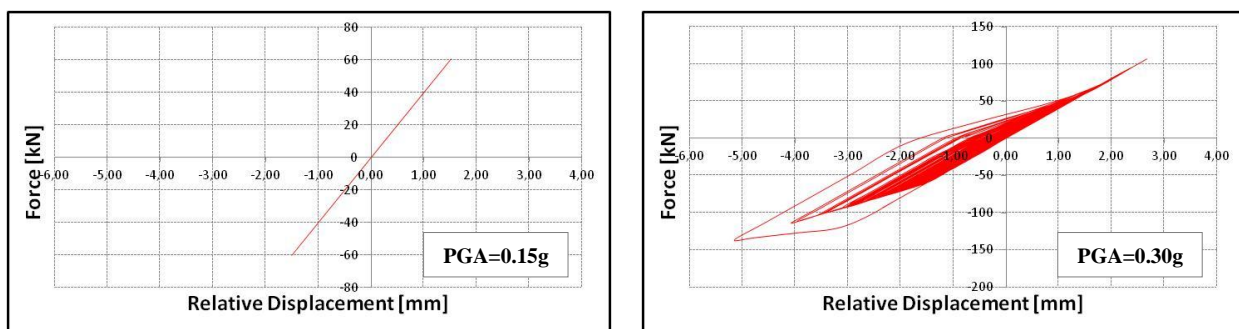 80
60
40
20
0
-20
-40
-60
-80
-6,00 -5,00 -4,00 -3,00 -2,00 -1,00 0,00 1,00 2,00 3,00 4,00
Force [kN]
Relative Displacement [mm]
PGA=0.15g
150
100
50
0
-50
-100
-150
-200
-6,00 -5,00 -4,00 -3,00 -2,00 -1,00 0,00 1,00 2,00 3,00 4,00
Force [kN]
Relative Displacement [mm]
PGA=0.30g